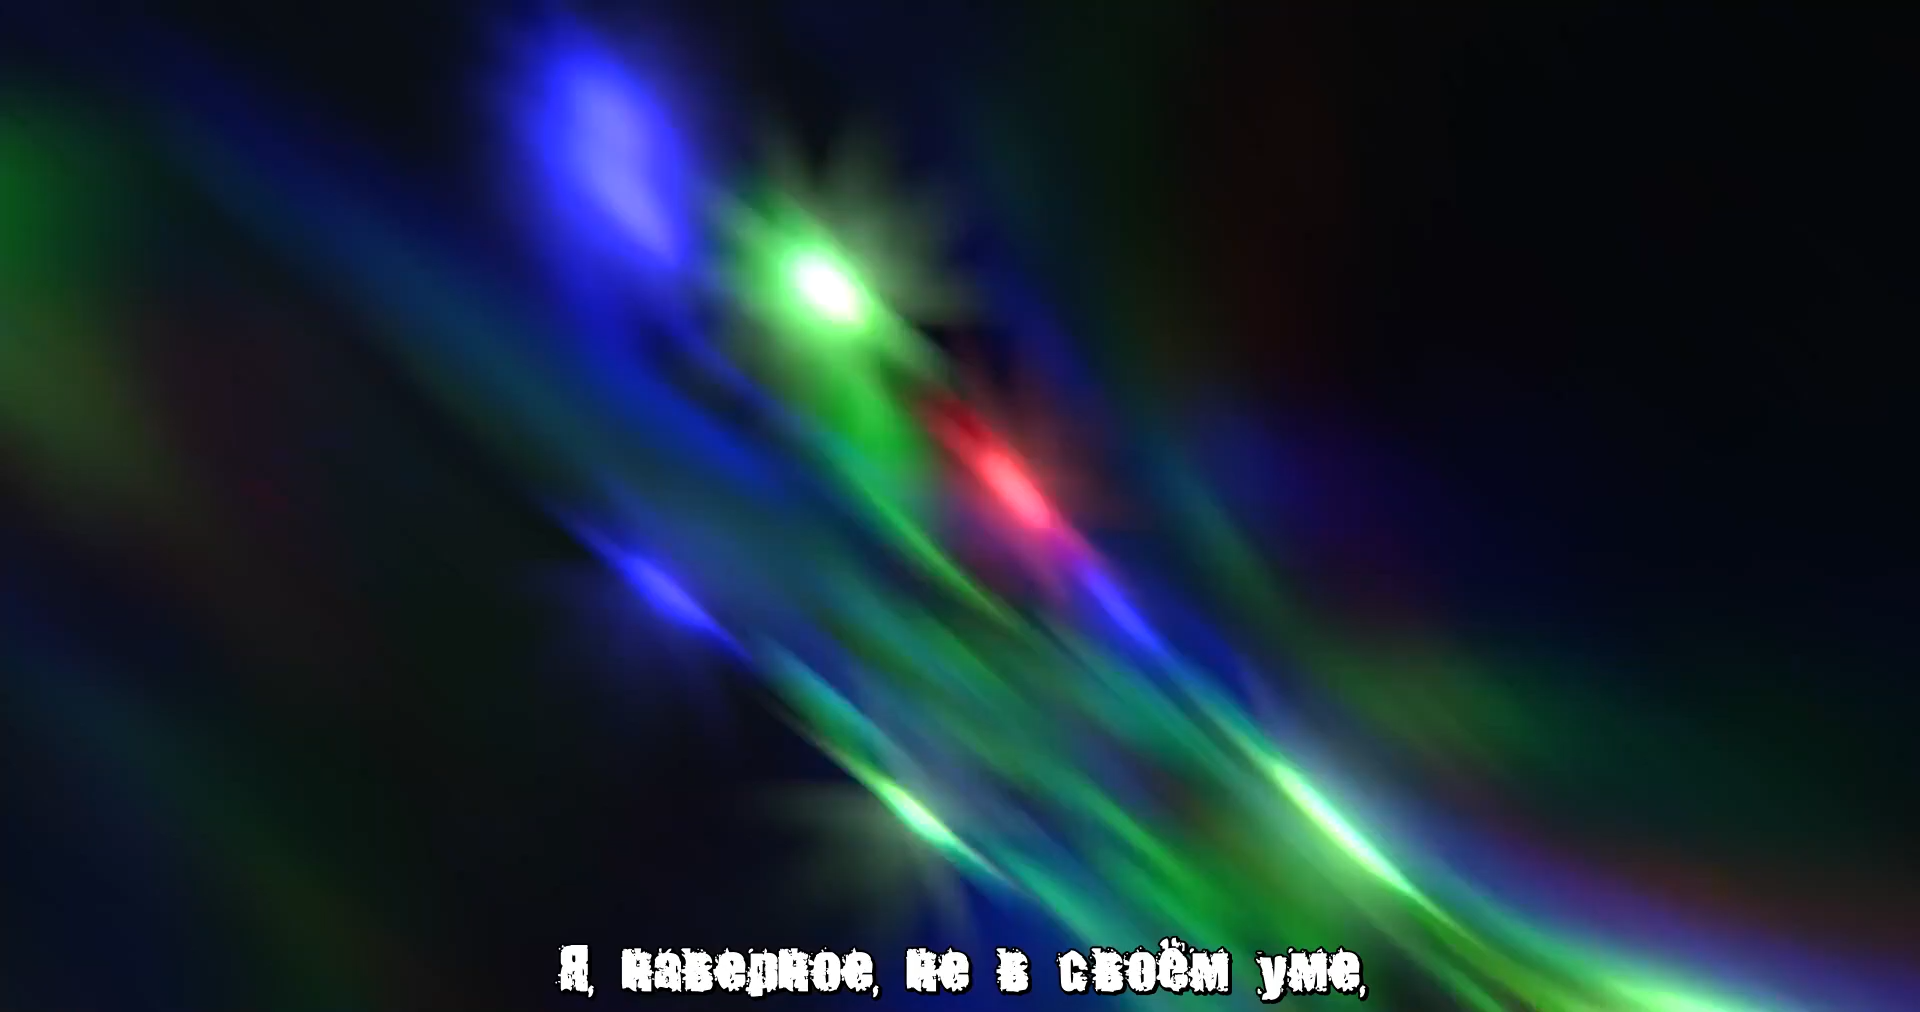 Я, наверное, не в своём уме,